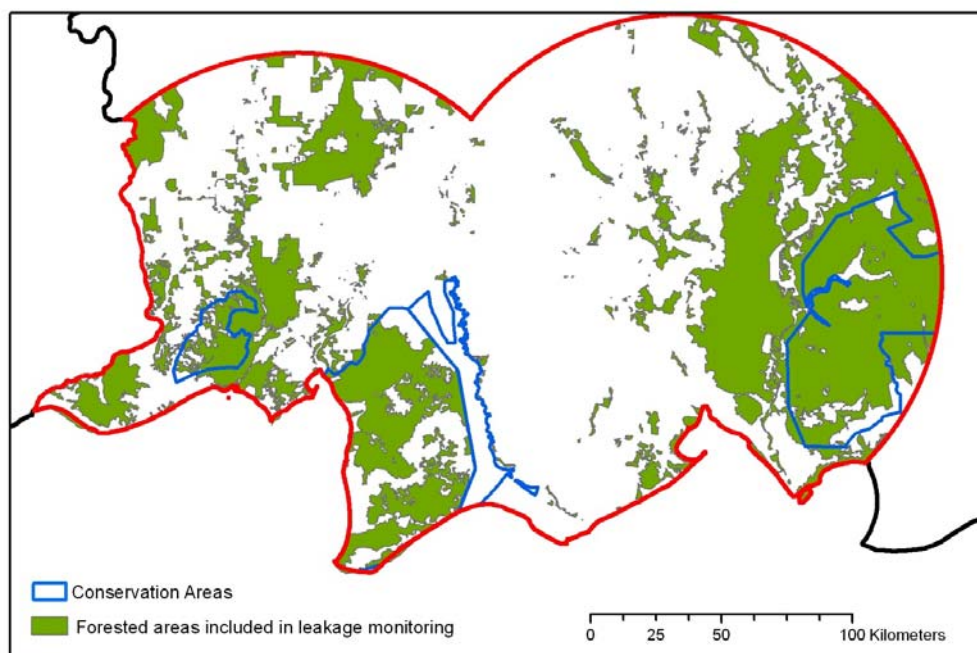 Conservation Areas
Forested areas included in leakage monitoring
0 25 50 100 Kilometers